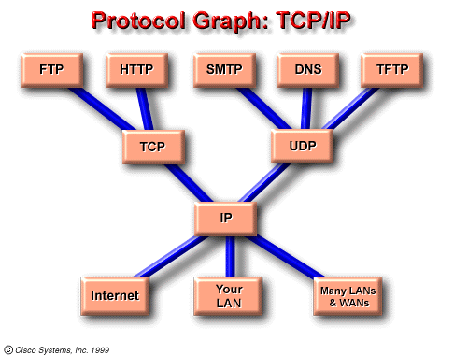 Protocol Graph: TCP/IP
FTP
HTTP
SMTP
DNS
TFTP
TCP
UDP
IP
Internet
Your
LAN
Many LANs
& WANs
© Cisco Systems, Inc. 1999